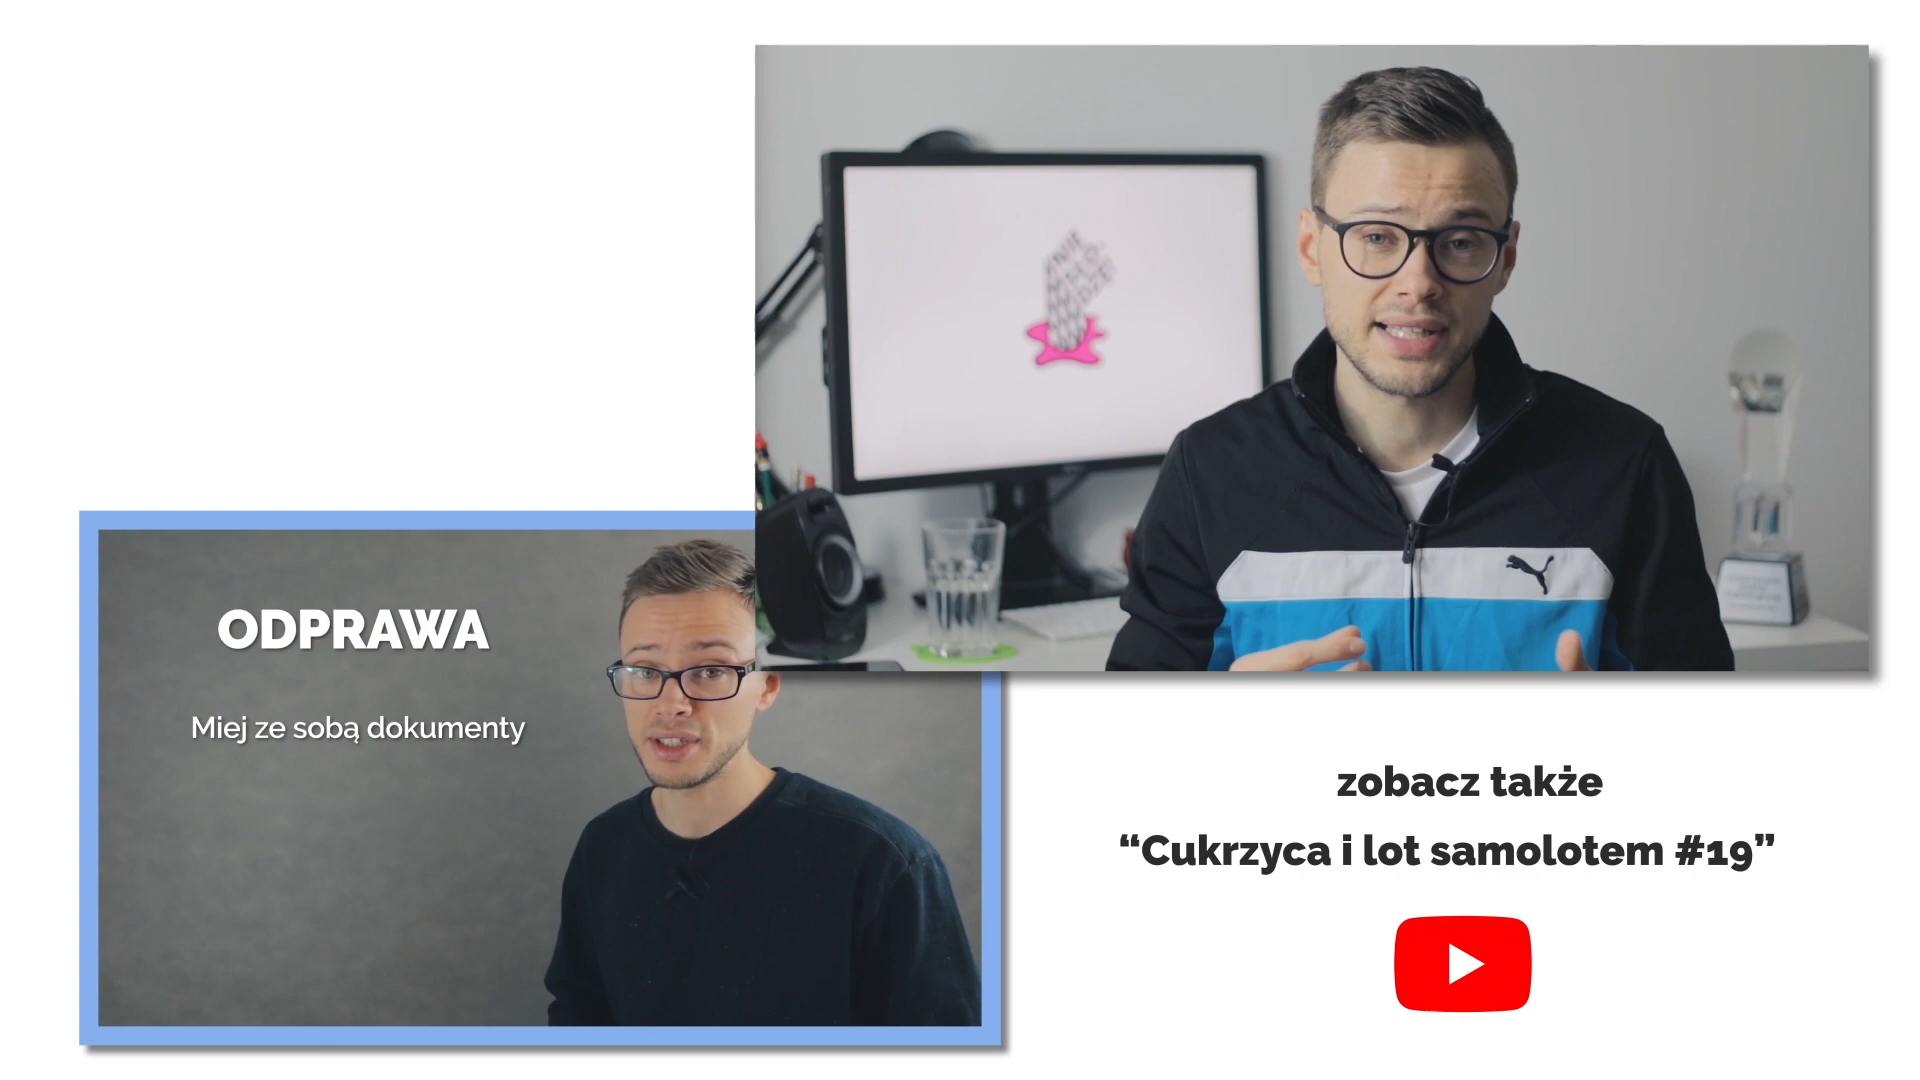 ODPRAWA
Miej ze sobą dokumenty
zobacz także
“Cukrzyca i lot samolotem #19”